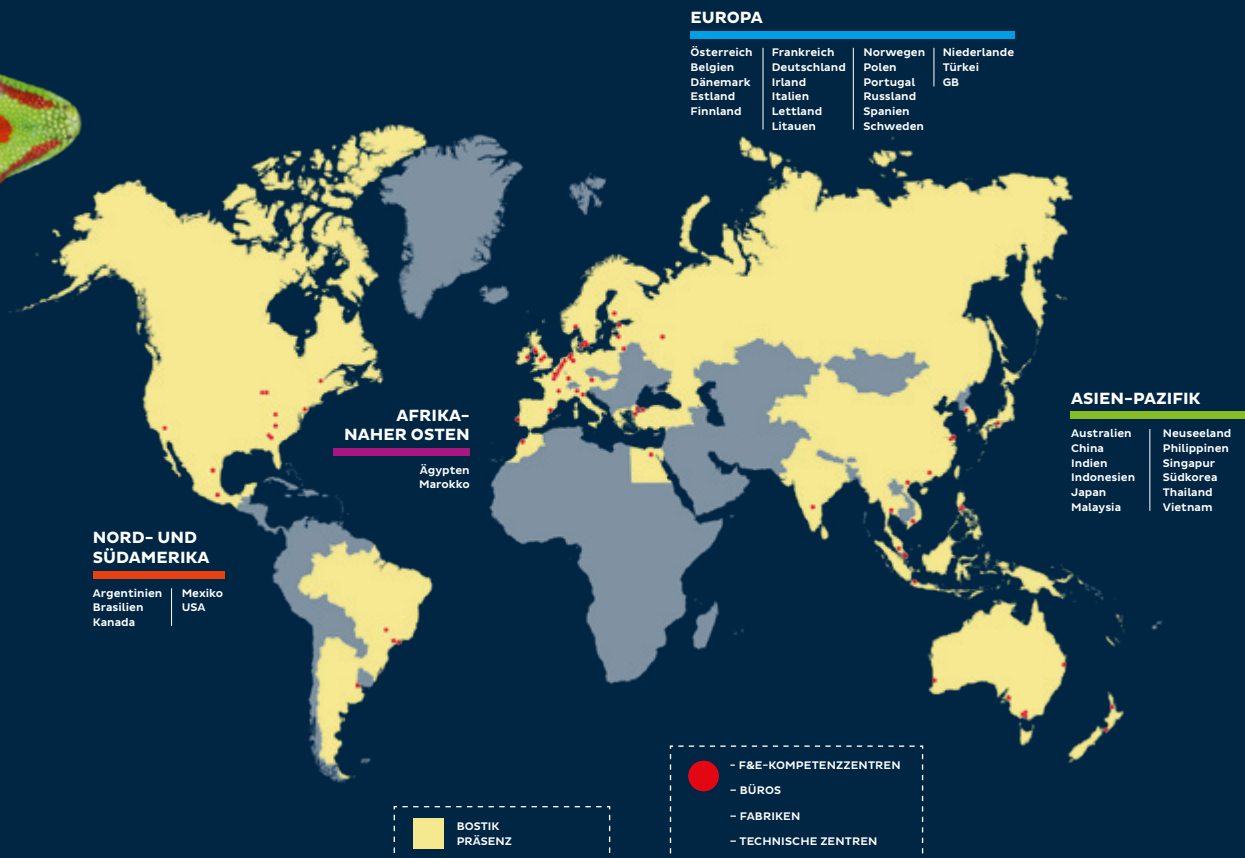 EUROPA
Österreich
Belgien
Dänemark
Estland
Finnland
Frankreich
Deutschland
Irland
Italien
Lettland
Litauen
Norwegen
Polen
Portugal
Russland
Spanien
Schweden
Niederlande
Türkei
GB
AFRIKA-
NAHER OSTEN
Ägypten
Marokko
ASIEN-PAZIFIK
Australien
China
Indien
Indonesien
Japan
Malaysia
Neuseeland
Philippinen
Singapur
Südkorea
Thailand
Vietnam
NORD- UND
SÜDAMERIKA
Argentinien
Brasilien
Kanada
Mexiko
USA
BOSTIK
PRÄSENZ
- F&E-KOMPETENZZENTREN
- BÜROS
- FABRIKEN
- TECHNISCHE ZENTREN